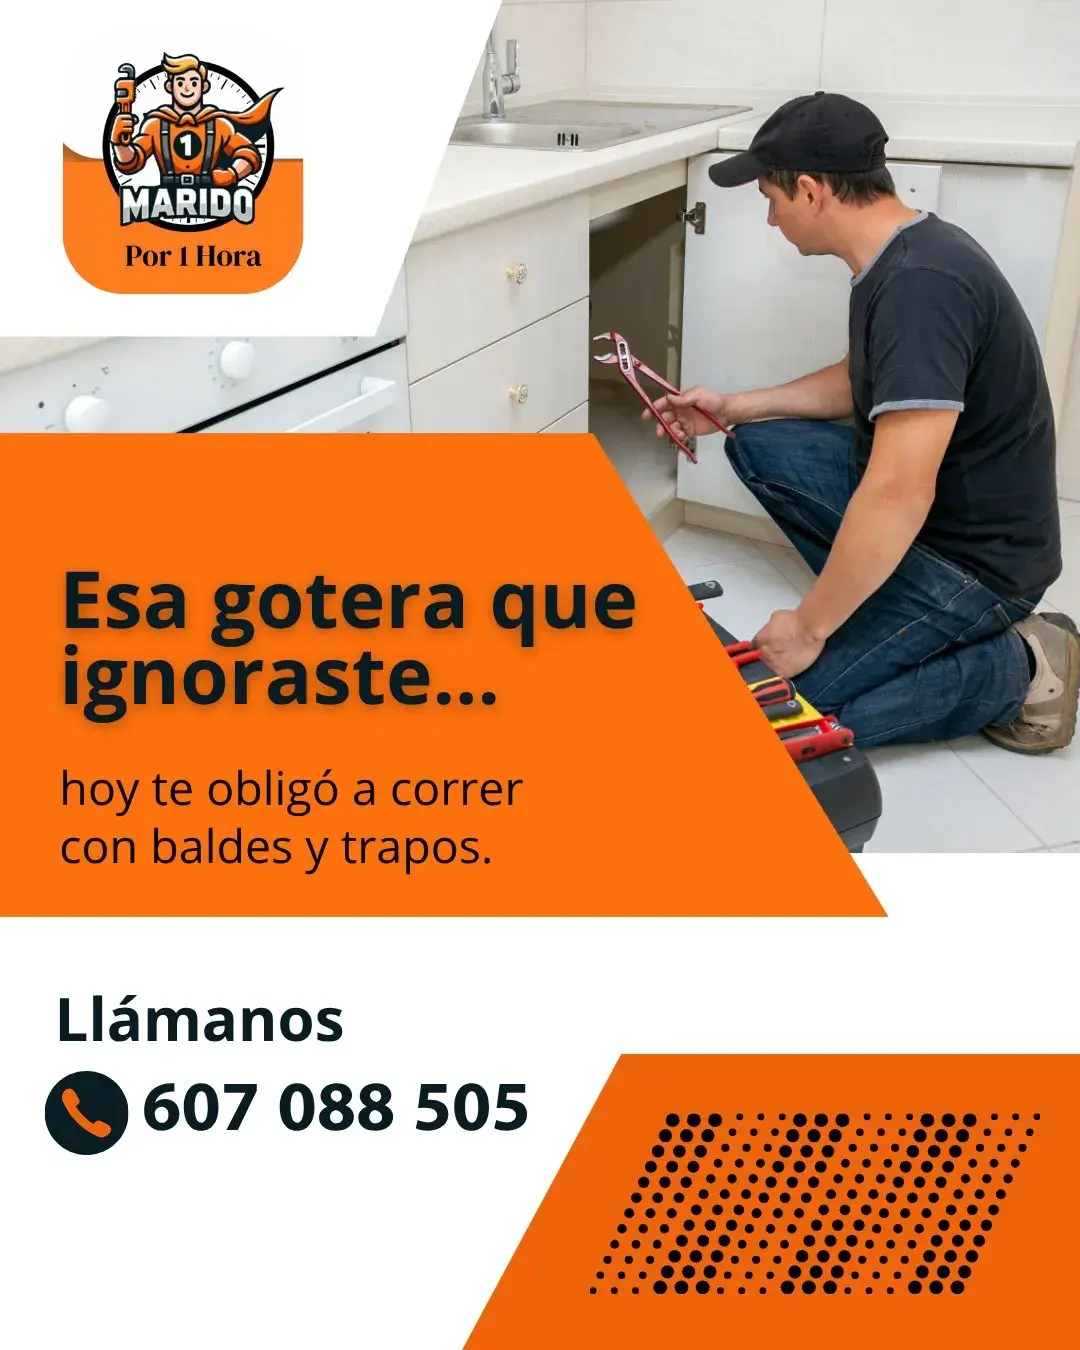 1
MARIDO
Por 1 Hora
Esa gotera que
ignoraste...
hoy te obligó a correr
con baldes y trapos.
Llámanos
607 088 505